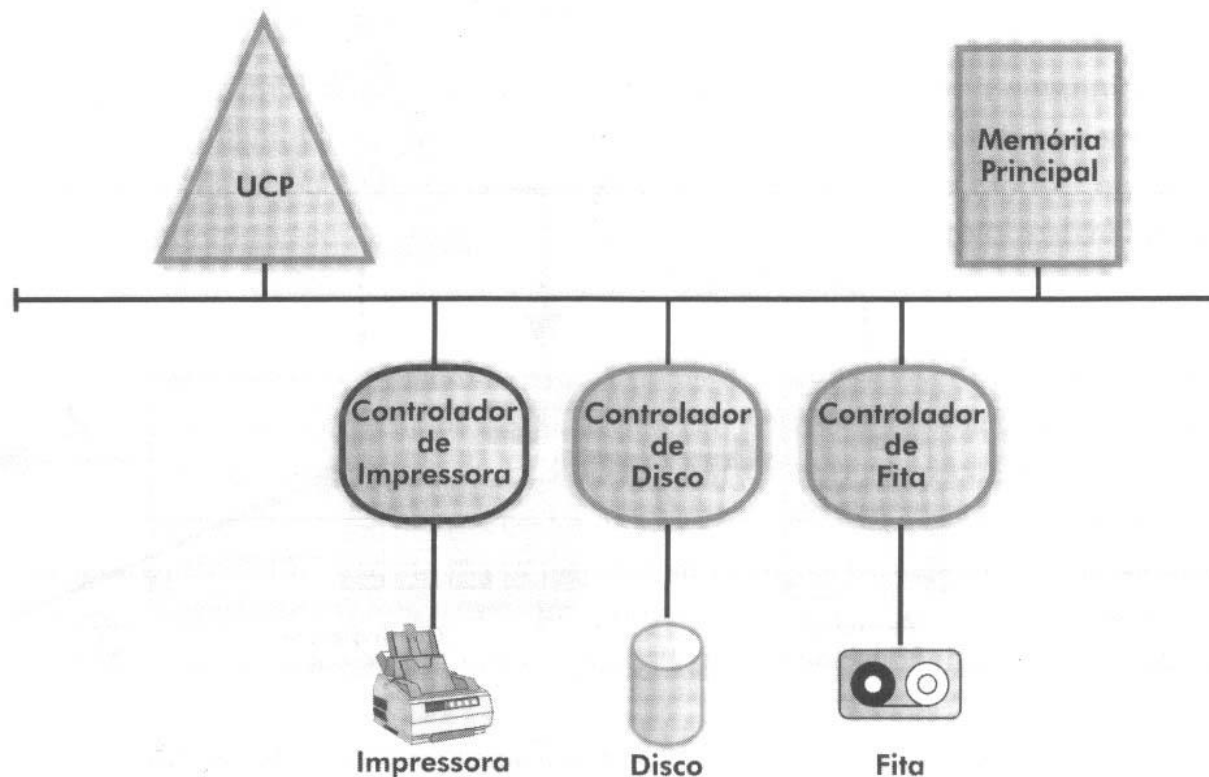 UCP
Memória
Principal
Controlador
de
Impressora
Controlador
de
Disco
Controlador
de
Fita
Impressora
Disco
Fita